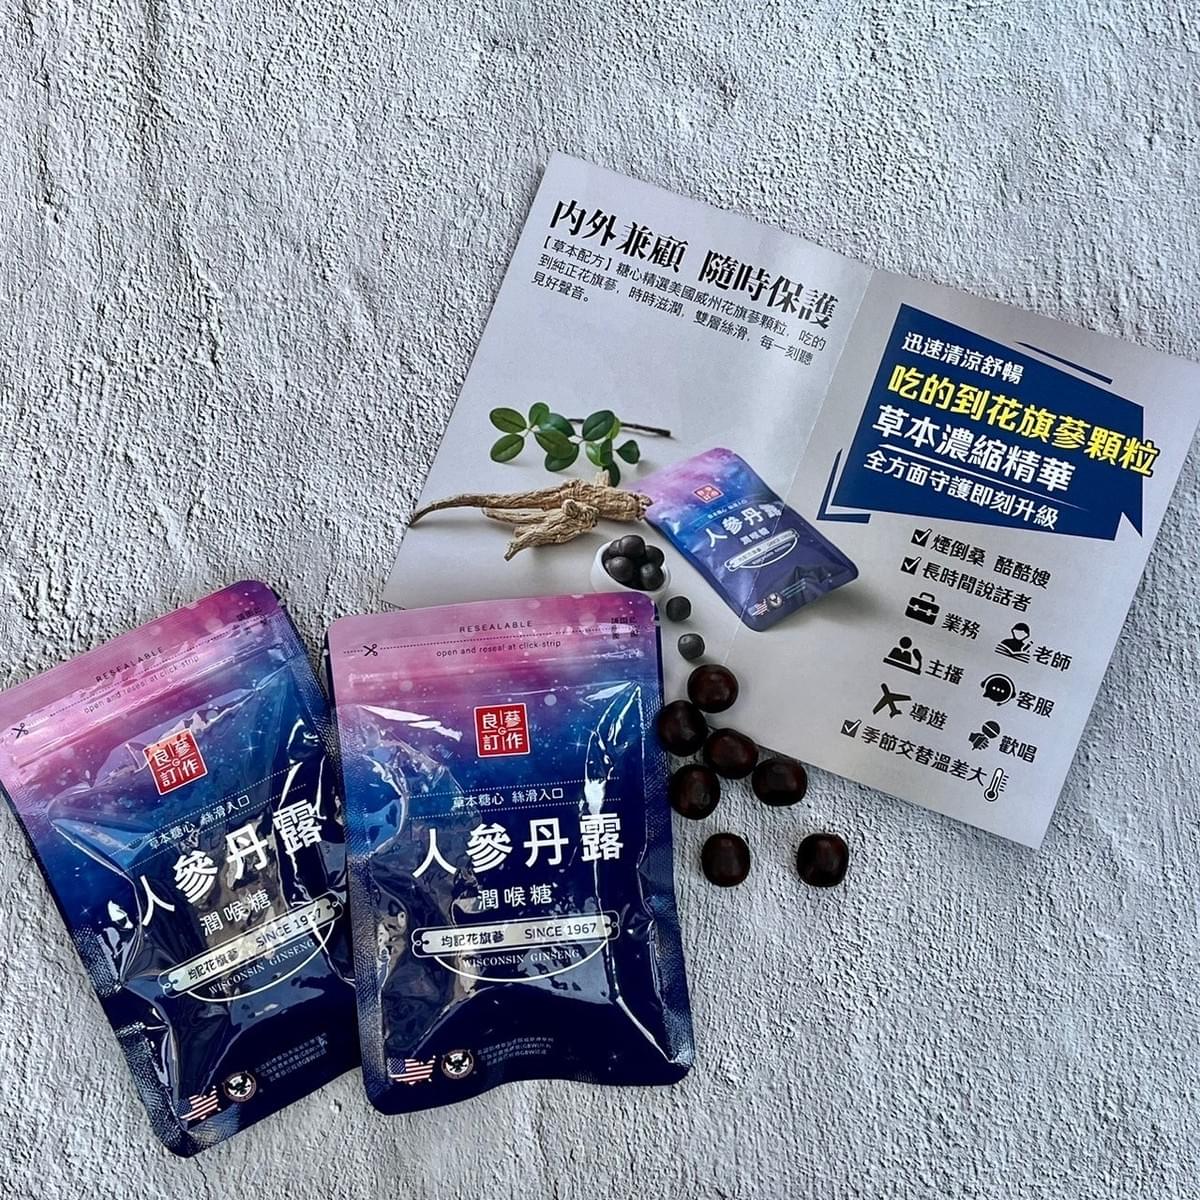 內外兼顧 隨時保護
【草本配方】糖心精選美國威州花旗蔘顆粒，吃的
到純正花旗蔘，時時滋潤，雙層絲滑，每一刻聽
見好聲音。
迅速清涼舒暢
吃的到花旗蔘顆粒
草本濃縮精華
全方面守護即刻升級
煙倒桑 酷酷嫂
長時間說話者
業務
老師
主播
客服
導遊
歡唱
季節交替溫差大
人參丹露
潤喉糖
RESEALABLE
open and reseal at click-strip
良蔘
訂作
草本糖心 絲滑入口
人參丹露
潤喉糖
均記花旗蔘 SINCE 1967
WISCONSIN GINSENG
RESEALABLE
open and reseal at click-strip
良蔘
訂作
草本糖心 絲滑入口
人參丹露
潤喉糖
均記花旗蔘 SINCE 1967
WISCONSIN GINSENG